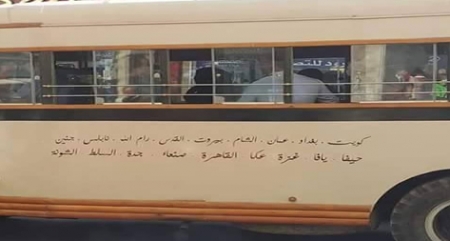 كويت . بغداد . عمان . الشام . بيروت . القدس . رام الله . نابلس . جنين
حيفا . يافا . غزة . عكا . القاهرة . صنعاء . جدة . السلط . الشونة